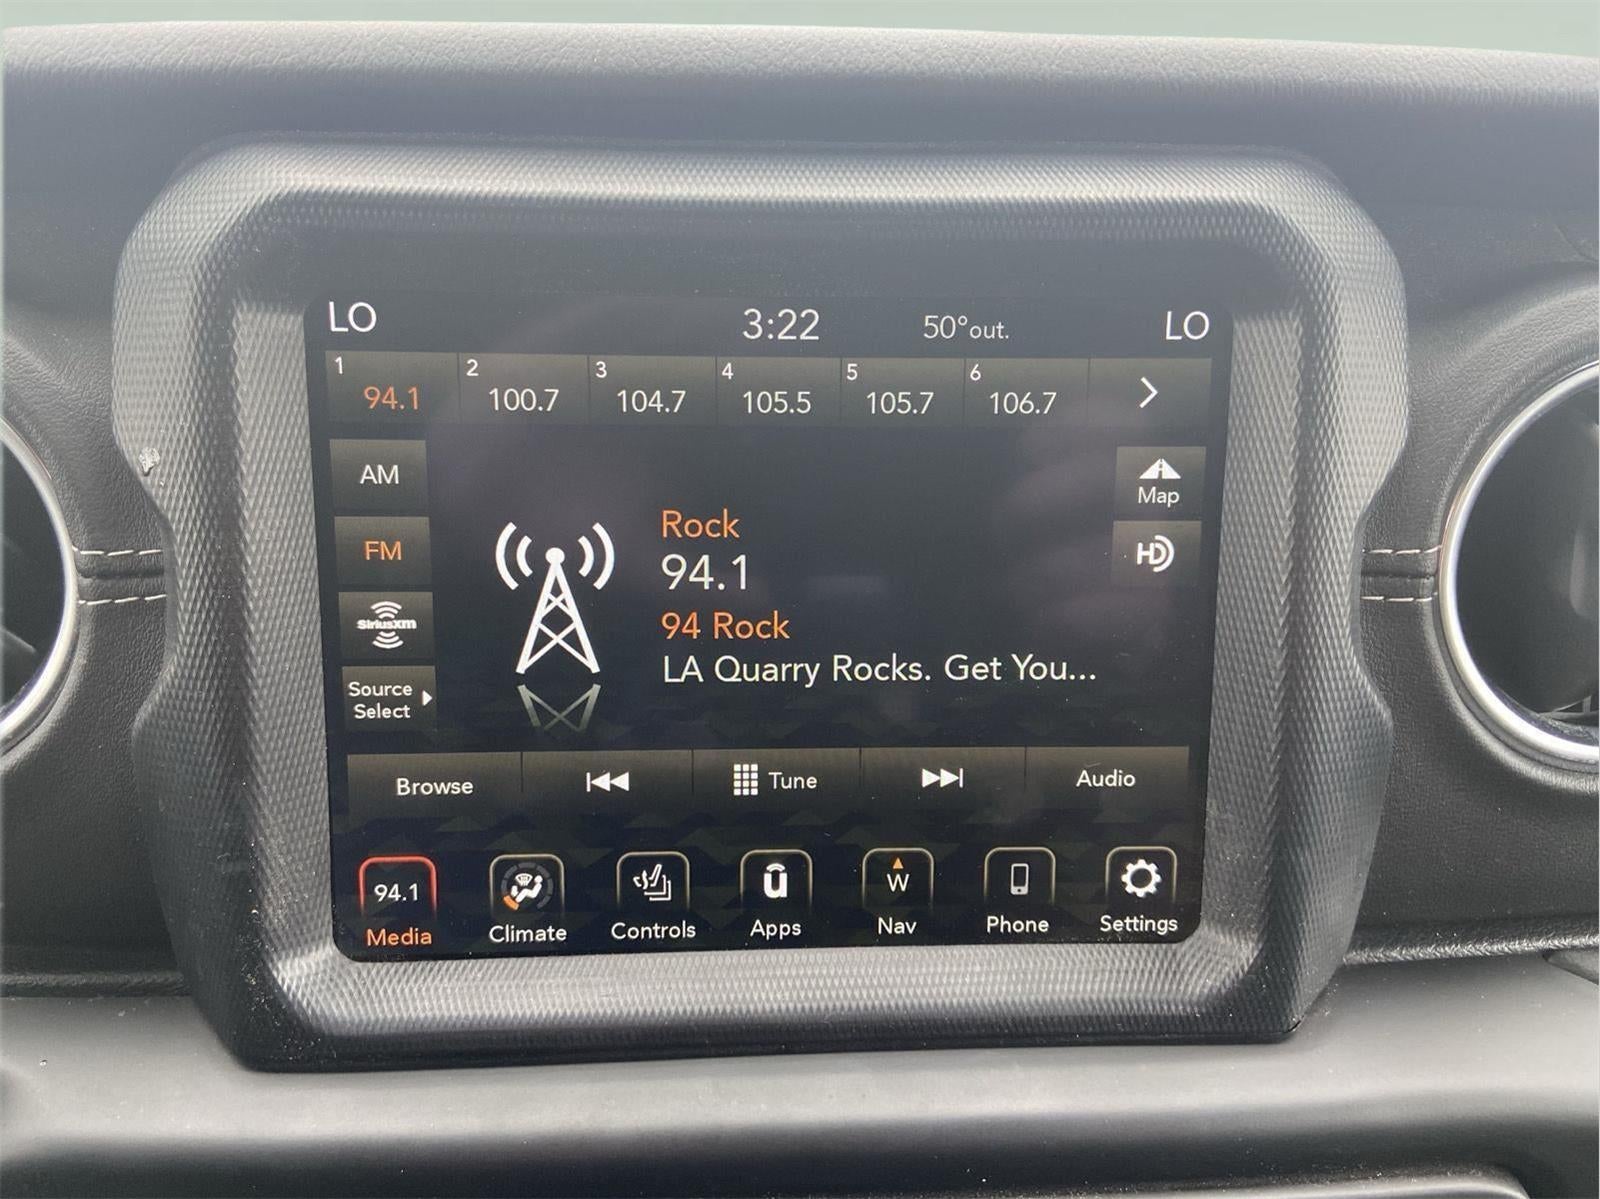 LO 3:22 50°out. LO
1 2 3 4 5 6
94.1 100.7 104.7 105.5 105.7 106.7
AM
Map
FM
HD
SiriusXM
Source
Select
Rock
94.1
94 Rock
LA Quarry Rocks. Get You...
Browse Tune Audio
94.1 W
Media Climate Controls Apps Nav Phone Settings